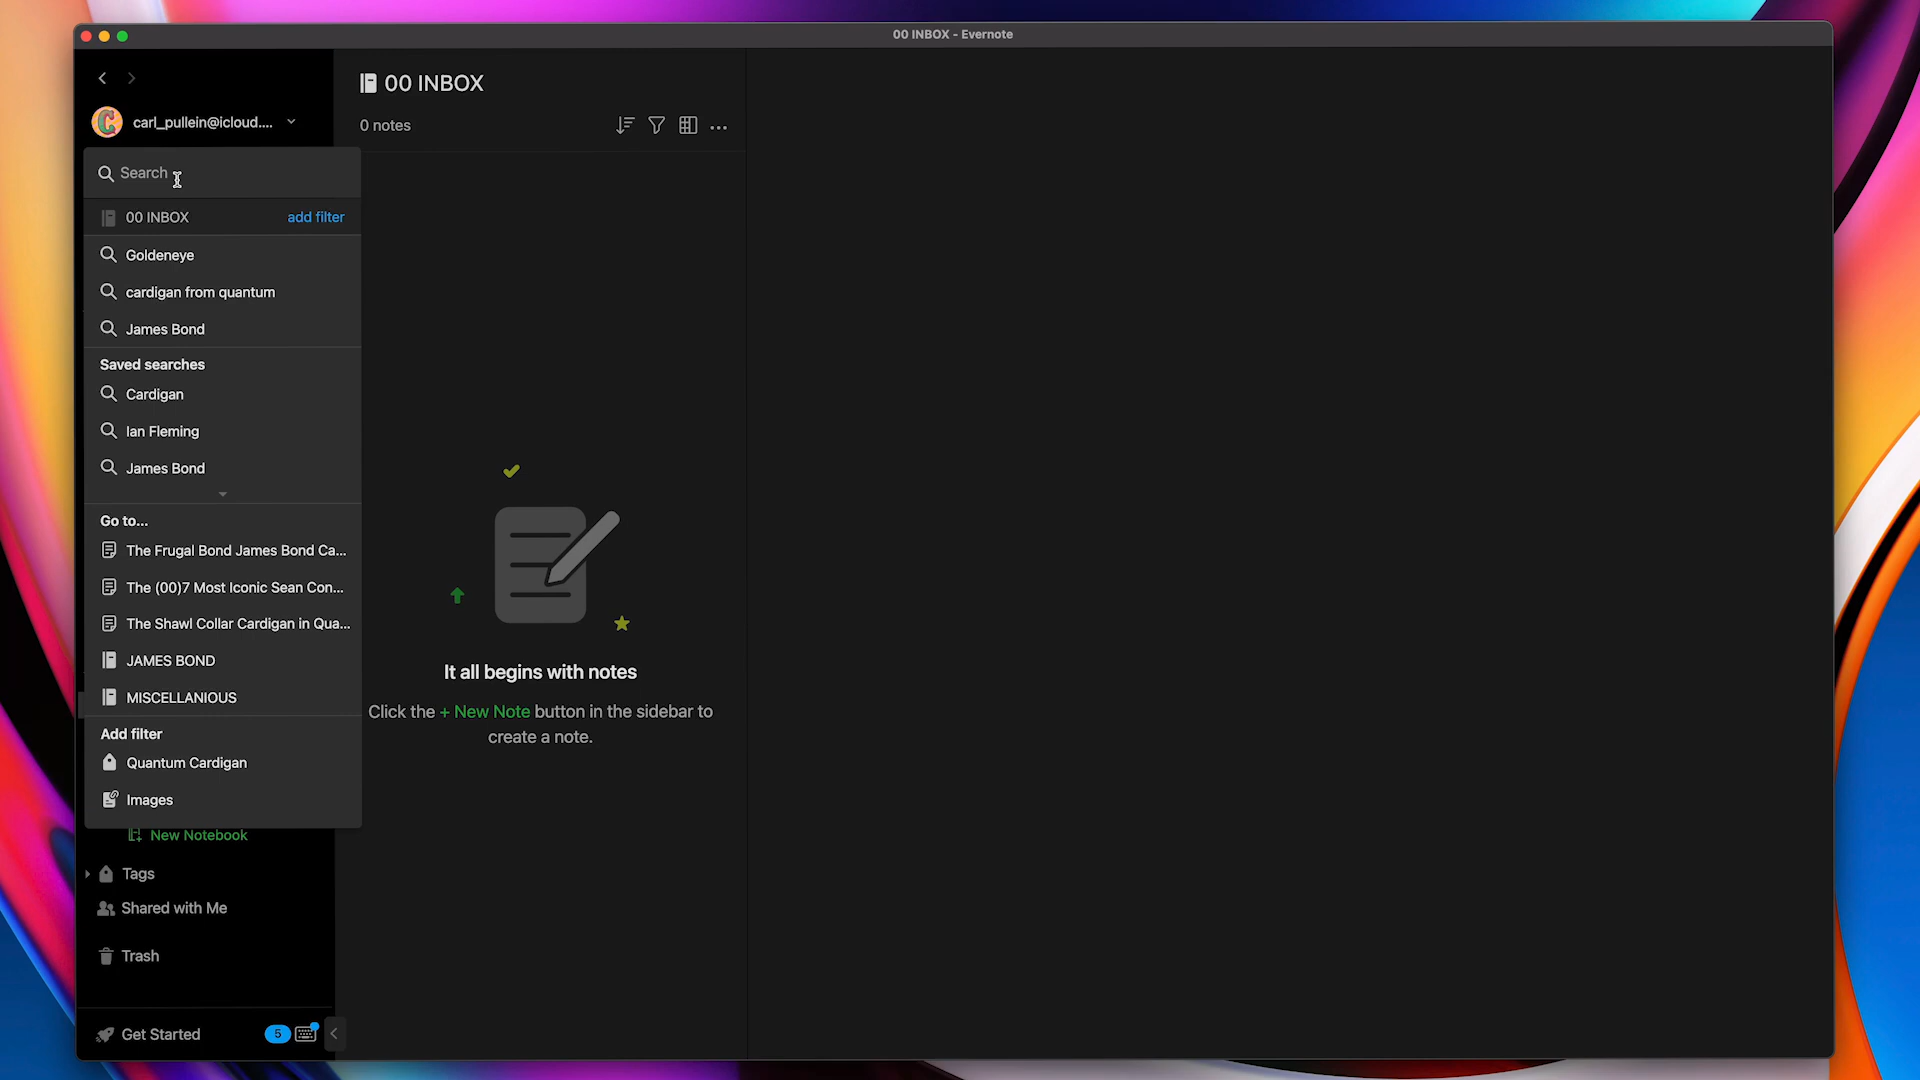 00 INBOX - Evernote
carl_pullein@icloud....
00 INBOX
0 notes
Search
00 INBOX add filter
Goldeneye
cardigan from quantum
James Bond
Saved searches
Cardigan
Ian Fleming
James Bond
Go to...
The Frugal Bond James Bond Ca...
The (00)7 Most Iconic Sean Con...
The Shawl Collar Cardigan in Qua...
JAMES BOND
MISCELLANIOUS
Add filter
Quantum Cardigan
Images
New Notebook
Tags
Shared with Me
Trash
Get Started 5
It all begins with notes
Click the + New Note button in the sidebar to
create a note.